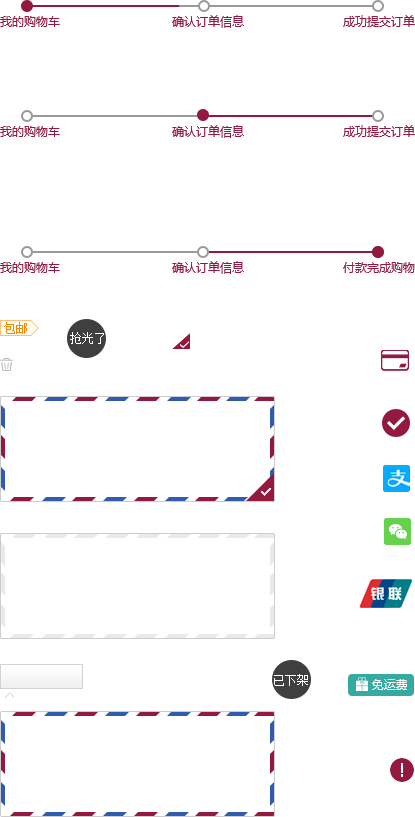 我的购物车 确认订单信息 成功提交订单
我的购物车 确认订单信息 成功提交订单
我的购物车 确认订单信息 付款完成购物
包邮
抢光了
支
银联
已下架
免运费